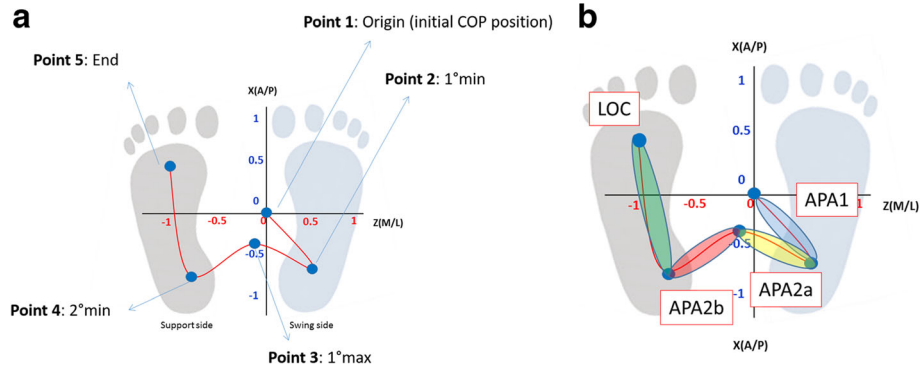 a
Point 1: Origin (initial COP position)
Point 5: End
Point 2: 1°min
X(A/P)
1
0.5
0
-1
-0.5
0
0.5
1
Z(M/L)
-0.5
-1
Point 4: 2°min
Support side
Swing side
Point 3: 1°max
b
X(A/P)
1
LOC
0.5
0
APA1
-1
-0.5
0
1
Z(M/L)
-0.5
APA2a
APA2b
-1
X(A/P)